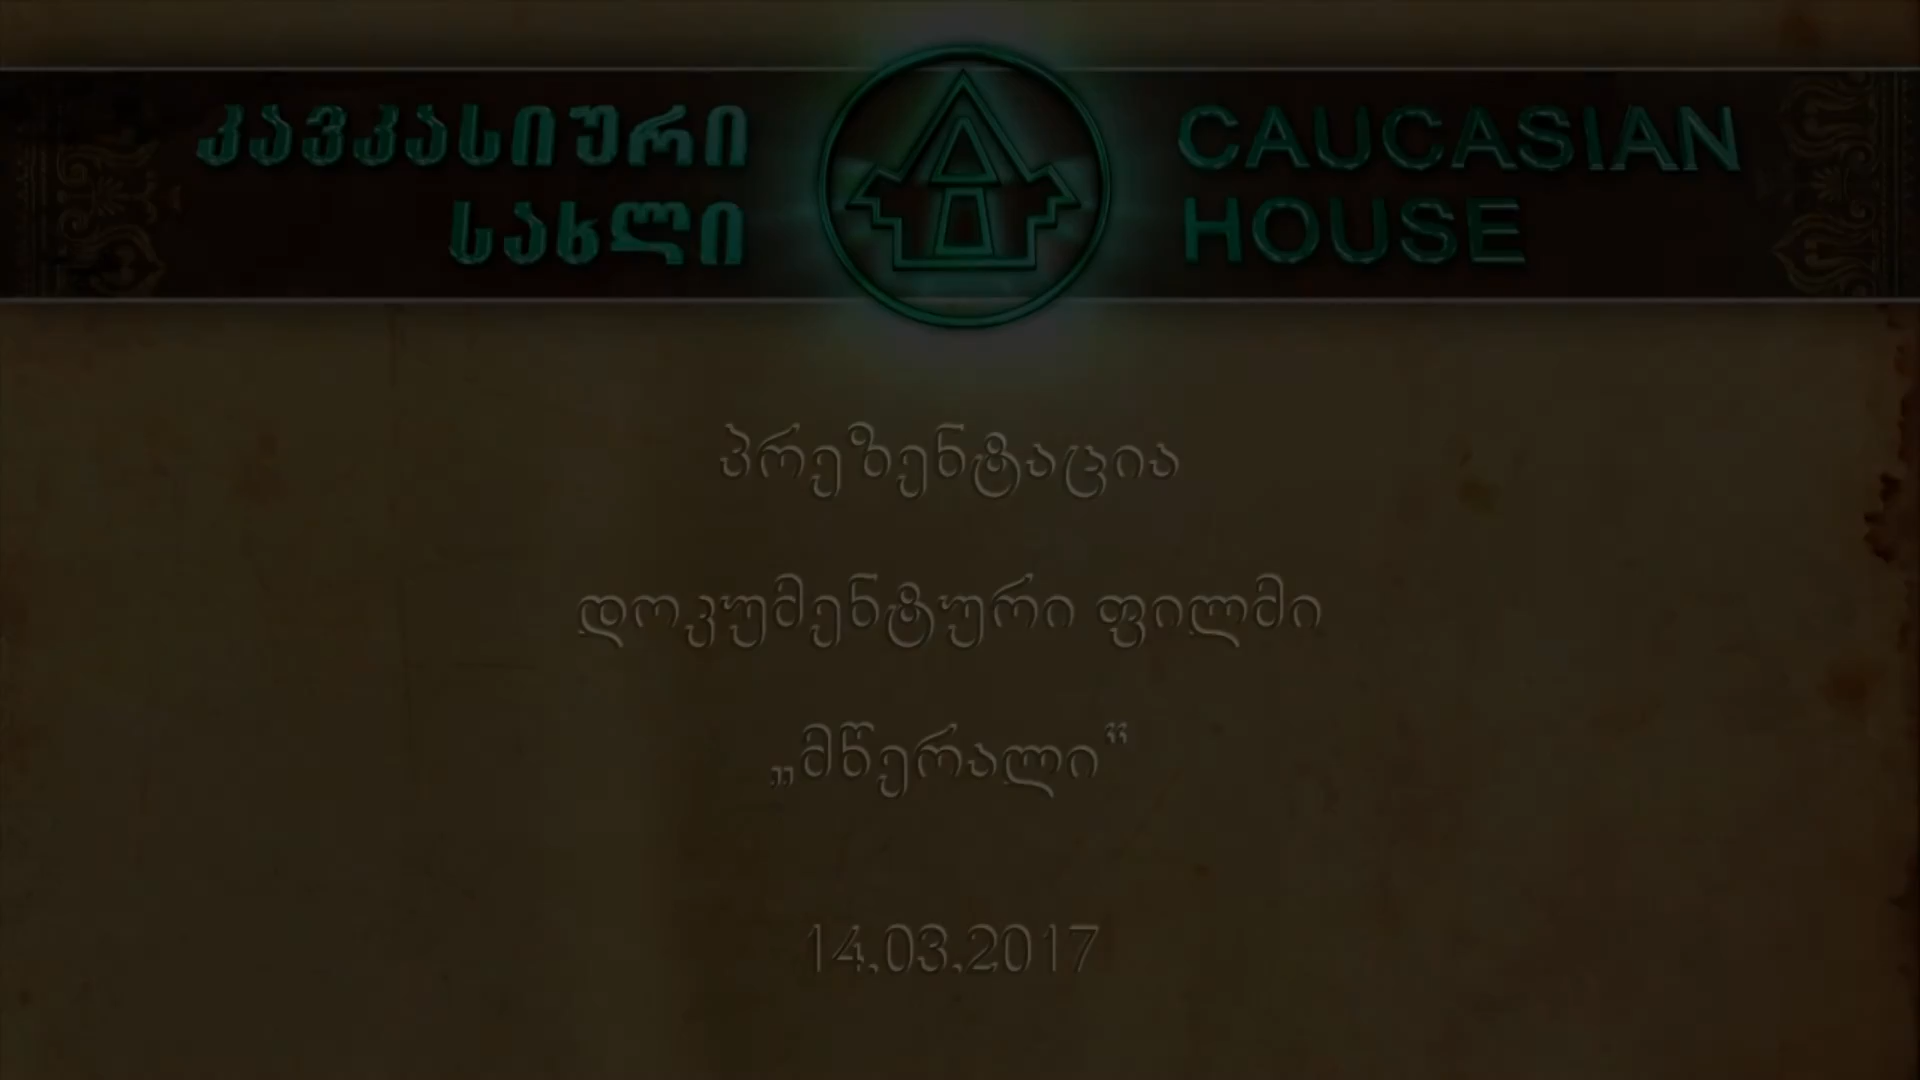 კავკასიური
სახლი
CAUCASIAN
HOUSE
პრეზენტაცია
დოკუმენტური ფილმი
„მწერალი“
14.03.2017